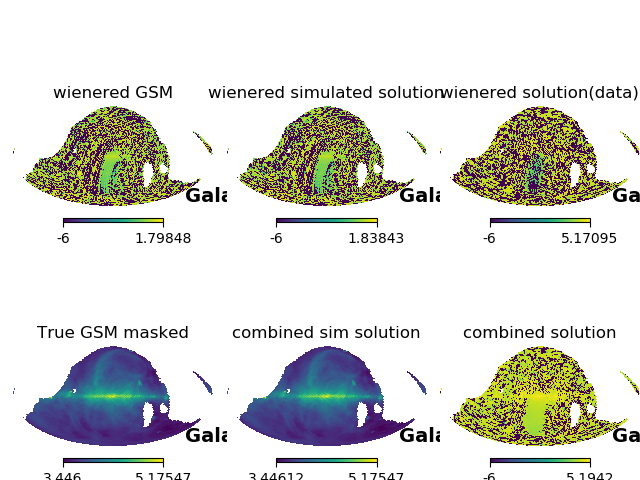 wienered GSM wienered simulated solution wienered solution(data)
Gala Gala Ga
-6 1.79848 -6 1.83843 -6 5.17095
True GSM masked combined sim solution combined solution
Gala Gala Ga
3.446 5.17547 3.44612 5.17547 -6 5.1942